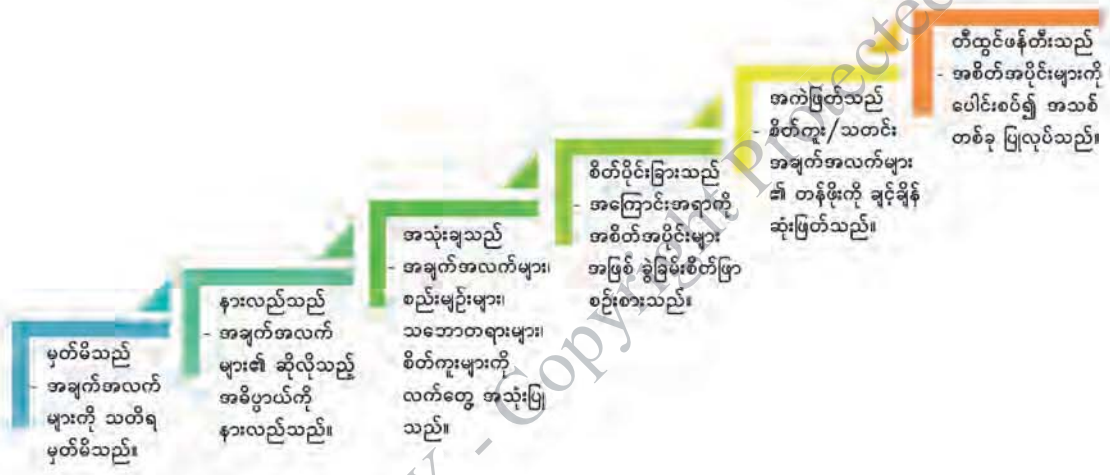 မှတ်မိသည်
- အချက်အလက်
များကို သတိရ
မှတ်မိသည်။
နားလည်သည်
- အချက်အလက်
များ၏ ဆိုလိုသည့်
အဓိပ္ပာယ်ကို
နားလည်သည်။
အသုံးချသည်
- အချက်အလက်များ၊
စည်းမျဉ်းများ၊
သဘောတရားများ၊
စိတ်ကူးများကို
လက်တွေ့ အသုံးပြု
သည်။
စိတ်ပိုင်းခြားသည်
- အကြောင်းအရာကို
အစိတ်အပိုင်းများ
အဖြစ် ခွဲခြမ်းစိတ်ဖြာ
စဉ်းစားသည်။
အကဲဖြတ်သည်
- စိတ်ကူး/သတင်း
အချက်အလက်များ
၏ တန်ဖိုးကို ချင့်ချိန်
ဆုံးဖြတ်သည်။
တီထွင်ဖန်တီးသည်
- အစိတ်အပိုင်းများကို
ပေါင်းစပ်၍ အသစ်
တစ်ခု ပြုလုပ်သည်။
- Copyright Protected